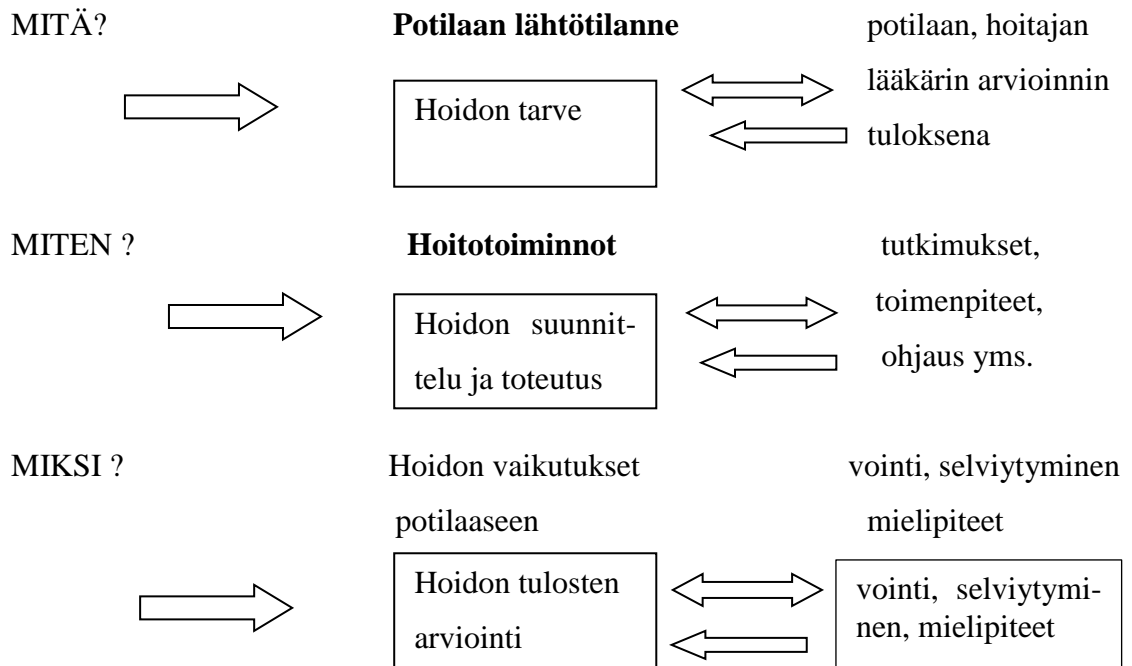 MITÄ?
Potilaan lähtötilanne
potilaan, hoitajan
lääkärin arvioinnin
tuloksena
Hoidon tarve
MITEN ?
Hoitotoiminnot
tutkimukset,
toimenpiteet,
ohjaus yms.
Hoidon suunnit-
telu ja toteutus
MIKSI ?
Hoidon vaikutukset
potilaaseen
vointi, selviytyminen
mielipiteet
Hoidon tulosten
arviointi
vointi, selviytymi-
nen, mielipiteet